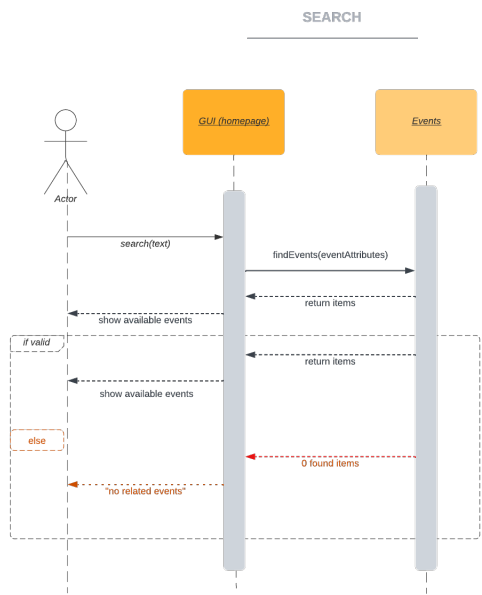 SEARCH
GUI (homepage)
Events
Actor
search(text)
findEvents(eventAttributes)
return items
show available events
if valid
return items
show available events
else
0 found items
"no related events"